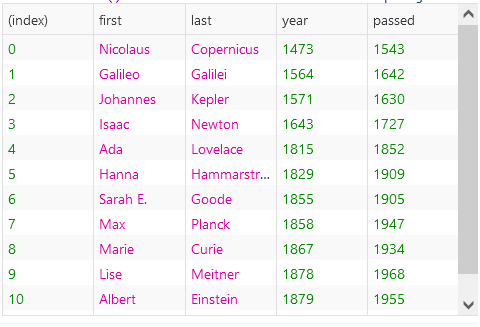 (index) first last year passed
0 Nicolaus Copernicus 1473 1543
1 Galileo Galilei 1564 1642
2 Johannes Kepler 1571 1630
3 Isaac Newton 1643 1727
4 Ada Lovelace 1815 1852
5 Hanna Hammarstr... 1829 1909
6 Sarah E. Goode 1855 1905
7 Max Planck 1858 1947
8 Marie Curie 1867 1934
9 Lise Meitner 1878 1968
10 Albert Einstein 1879 1955